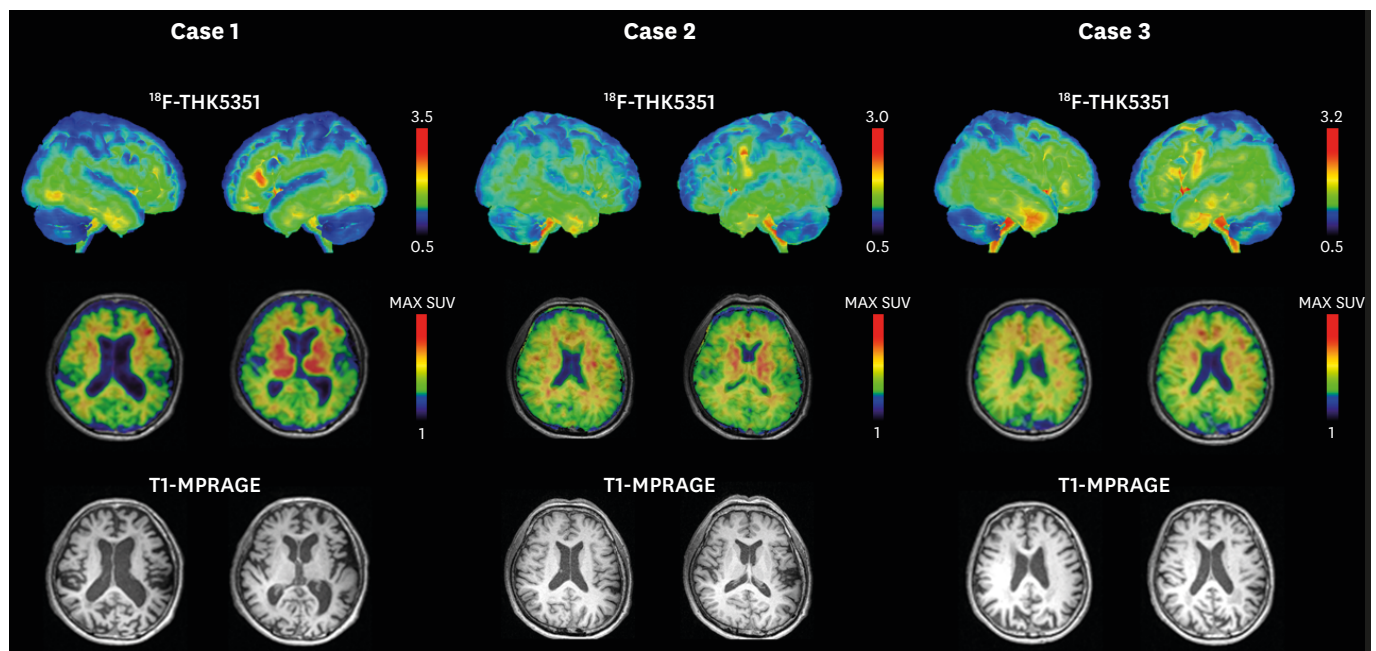 Case 1
Case 2
Case 3
¹⁸F-THK5351
¹⁸F-THK5351
¹⁸F-THK5351
3.5
0.5
3.0
0.5
3.2
0.5
MAX SUV
1
MAX SUV
1
MAX SUV
1
T1-MPRAGE
T1-MPRAGE
T1-MPRAGE